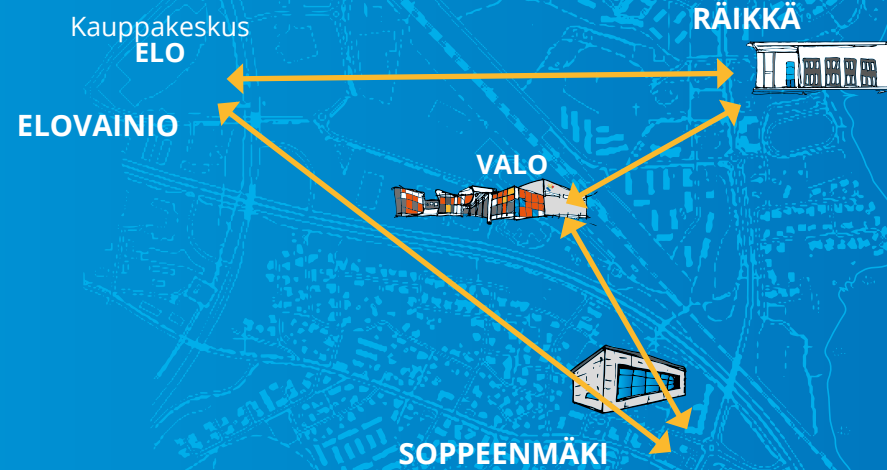 RÄIKKÄ
Kauppakeskus
ELO
ELOVAINIO
VALO
SOPPEENMÄKI